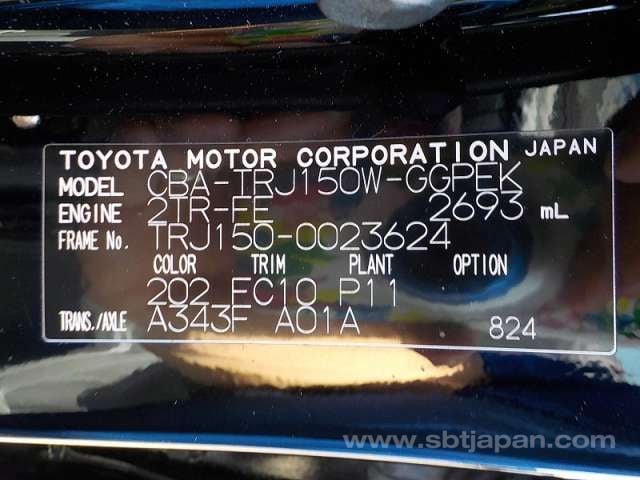 TOYOTA MOTOR CORPORATION JAPAN
MODEL CBA-TRJ150W-GGPEK
ENGINE 2TR-FE 2693 mL
FRAME No. TRJ150-0023624
COLOR TRIM PLANT OPTION
202 FC10 P11
TRANS./AXLE A343F A01A 824
www.sbtjapan.com